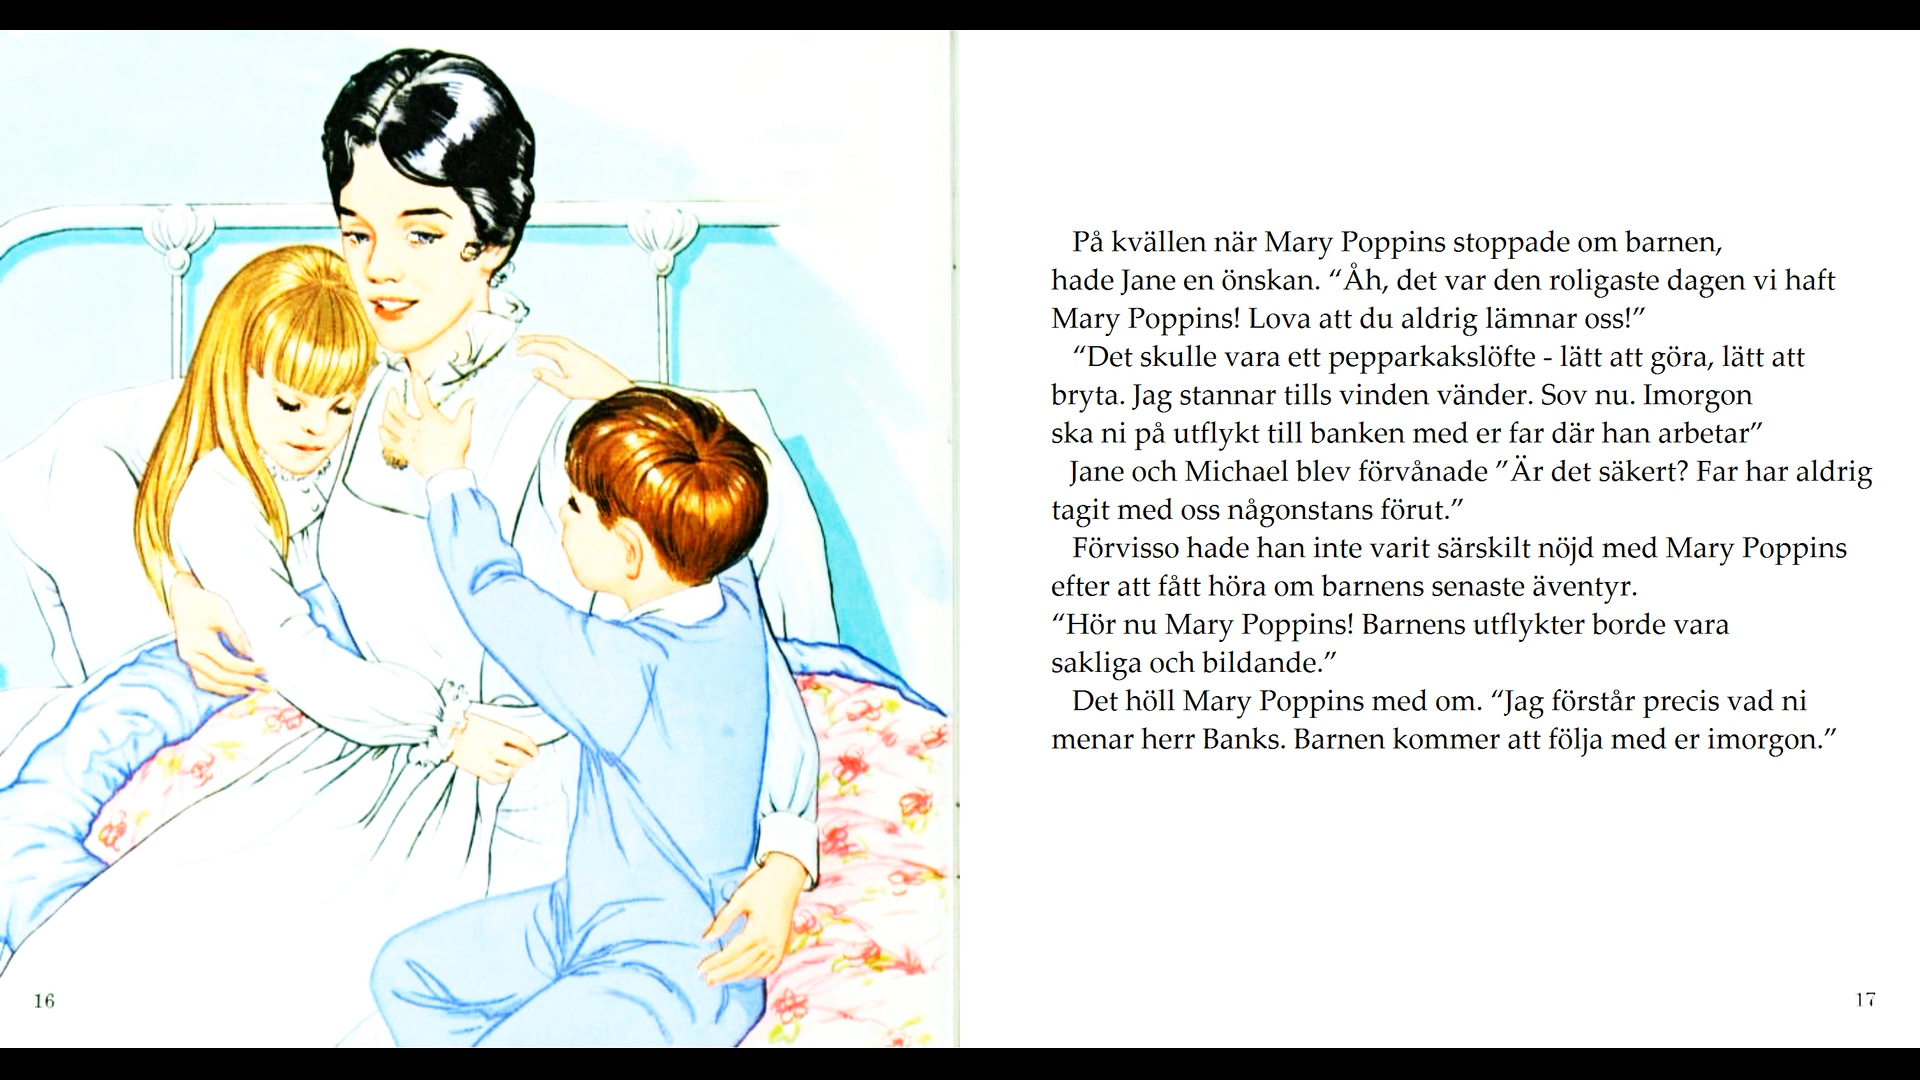 På kvällen när Mary Poppins stoppade om barnen,
hade Jane en önskan. “Åh, det var den roligaste dagen vi haft
Mary Poppins! Lova att du aldrig lämnar oss!”
“Det skulle vara ett pepparkakslöfte - lätt att göra, lätt att
bryta. Jag stannar tills vinden vänder. Sov nu. Imorgon
ska ni på utflykt till banken med er far där han arbetar”
Jane och Michael blev förvånade ”Är det säkert? Far har aldrig
tagit med oss någonstans förut.”
Förvisso hade han inte varit särskilt nöjd med Mary Poppins
efter att fått höra om barnens senaste äventyr.
“Hör nu Mary Poppins! Barnens utflykter borde vara
sakliga och bildande.”
Det höll Mary Poppins med om. “Jag förstår precis vad ni
menar herr Banks. Barnen kommer att följa med er imorgon.”
16
17